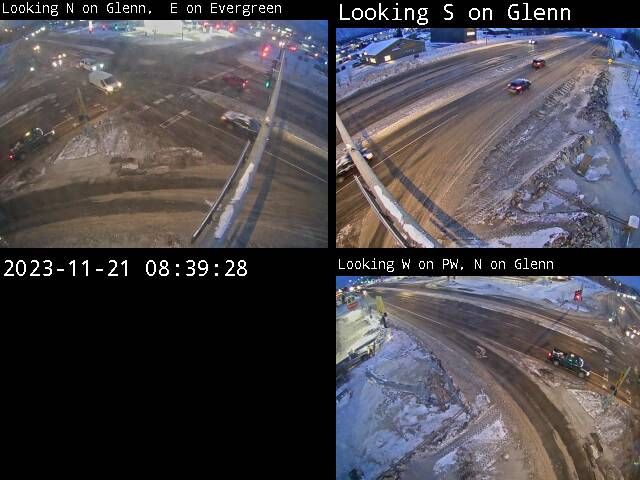 Looking N on Glenn, E on Evergreen
Looking S on Glenn
2023-11-21 08:39:28
Looking W on PW, N on Glenn